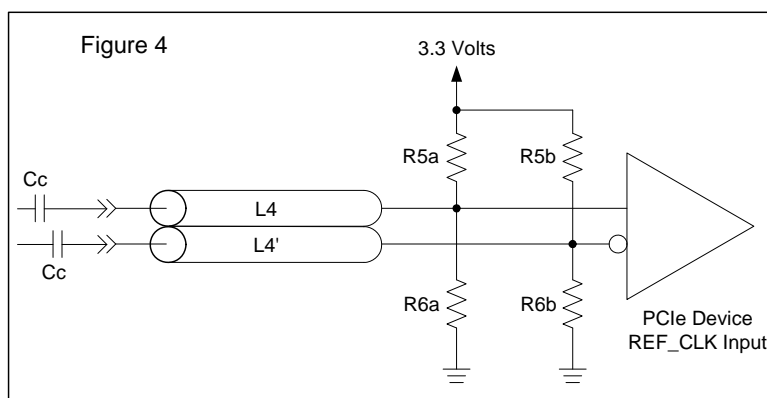 Figure 4
3.3 Volts
R5a
R5b
Cc
L4
L4'
Cc
R6a
R6b
PCIe Device
REF_CLK Input